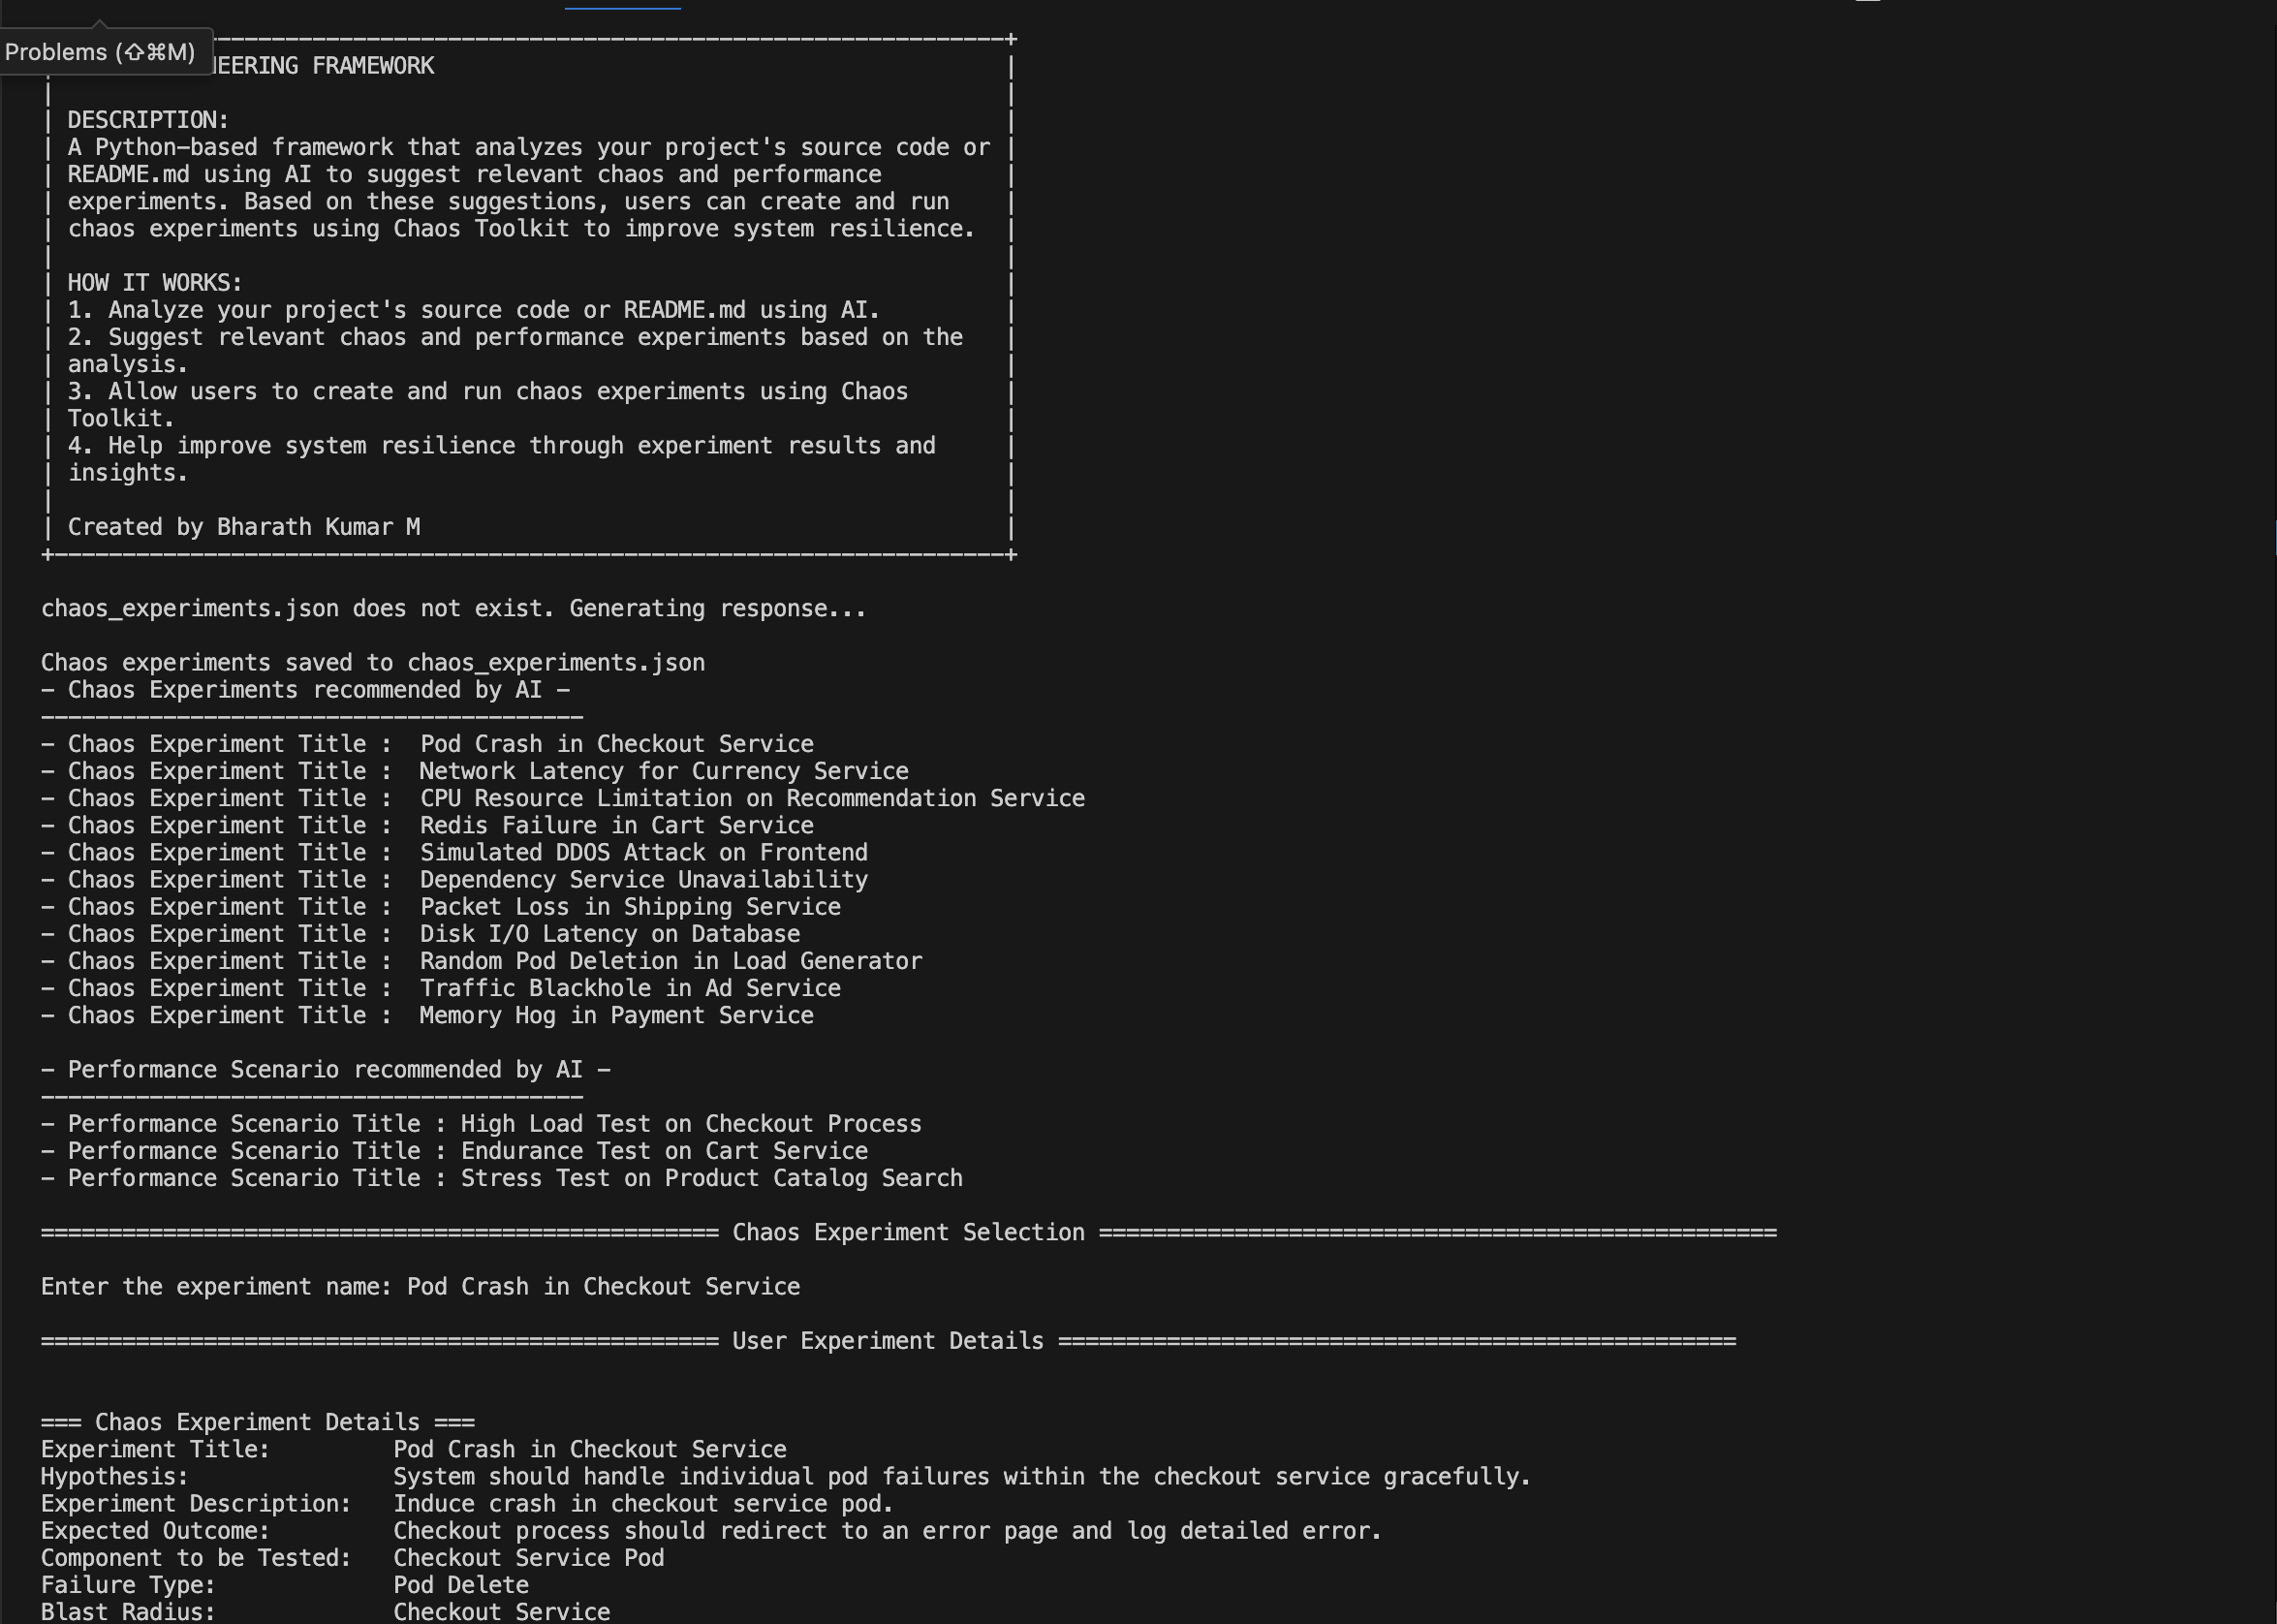 Problems (⇧⌘M)
EERING FRAMEWORK
DESCRIPTION:
A Python-based framework that analyzes your project's source code or
README.md using AI to suggest relevant chaos and performance
experiments. Based on these suggestions, users can create and run
chaos experiments using Chaos Toolkit to improve system resilience.
HOW IT WORKS:
1. Analyze your project's source code or README.md using AI.
2. Suggest relevant chaos and performance experiments based on the
analysis.
3. Allow users to create and run chaos experiments using Chaos
Toolkit.
4. Help improve system resilience through experiment results and
insights.
Created by Bharath Kumar M
chaos_experiments.json does not exist. Generating response...
Chaos experiments saved to chaos_experiments.json
- Chaos Experiments recommended by AI -
----------------------------------------
- Chaos Experiment Title :  Pod Crash in Checkout Service
- Chaos Experiment Title :  Network Latency for Currency Service
- Chaos Experiment Title :  CPU Resource Limitation on Recommendation Service
- Chaos Experiment Title :  Redis Failure in Cart Service
- Chaos Experiment Title :  Simulated DDOS Attack on Frontend
- Chaos Experiment Title :  Dependency Service Unavailability
- Chaos Experiment Title :  Packet Loss in Shipping Service
- Chaos Experiment Title :  Disk I/O Latency on Database
- Chaos Experiment Title :  Random Pod Deletion in Load Generator
- Chaos Experiment Title :  Traffic Blackhole in Ad Service
- Chaos Experiment Title :  Memory Hog in Payment Service
- Performance Scenario recommended by AI -
----------------------------------------
- Performance Scenario Title : High Load Test on Checkout Process
- Performance Scenario Title : Endurance Test on Cart Service
- Performance Scenario Title : Stress Test on Product Catalog Search
================================================== Chaos Experiment Selection ==================================================
Enter the experiment name: Pod Crash in Checkout Service
================================================== User Experiment Details ==================================================
=== Chaos Experiment Details ===
Experiment Title:         Pod Crash in Checkout Service
Hypothesis:               System should handle individual pod failures within the checkout service gracefully.
Experiment Description:   Induce crash in checkout service pod.
Expected Outcome:         Checkout process should redirect to an error page and log detailed error.
Component to be Tested:   Checkout Service Pod
Failure Type:             Pod Delete
Blast Radius:             Checkout Service